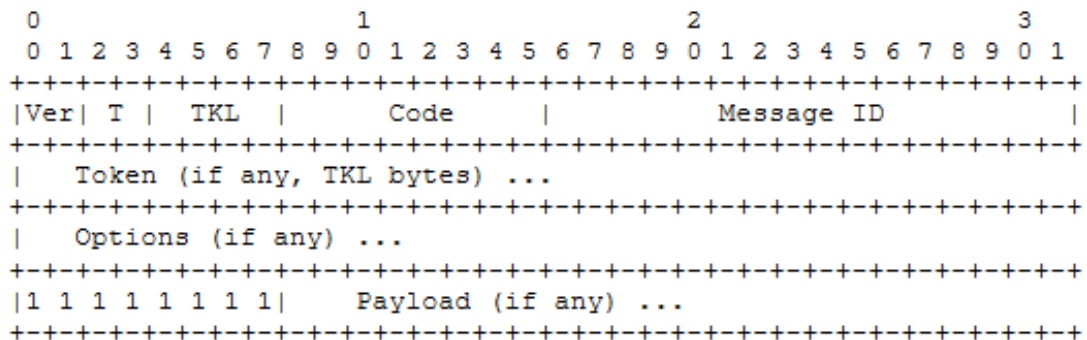 0                   1                   2                   3
 0 1 2 3 4 5 6 7 8 9 0 1 2 3 4 5 6 7 8 9 0 1 2 3 4 5 6 7 8 9 0 1
+-+-+-+-+-+-+-+-+-+-+-+-+-+-+-+-+-+-+-+-+-+-+-+-+-+-+-+-+-+-+-+-+
|Ver| T |  TKL  |      Code     |          Message ID           |
+-+-+-+-+-+-+-+-+-+-+-+-+-+-+-+-+-+-+-+-+-+-+-+-+-+-+-+-+-+-+-+-+
|   Token (if any, TKL bytes) ...
+-+-+-+-+-+-+-+-+-+-+-+-+-+-+-+-+-+-+-+-+-+-+-+-+-+-+-+-+-+-+-+-+
|   Options (if any) ...
+-+-+-+-+-+-+-+-+-+-+-+-+-+-+-+-+-+-+-+-+-+-+-+-+-+-+-+-+-+-+-+-+
|1 1 1 1 1 1 1 1|    Payload (if any) ...
+-+-+-+-+-+-+-+-+-+-+-+-+-+-+-+-+-+-+-+-+-+-+-+-+-+-+-+-+-+-+-+-+